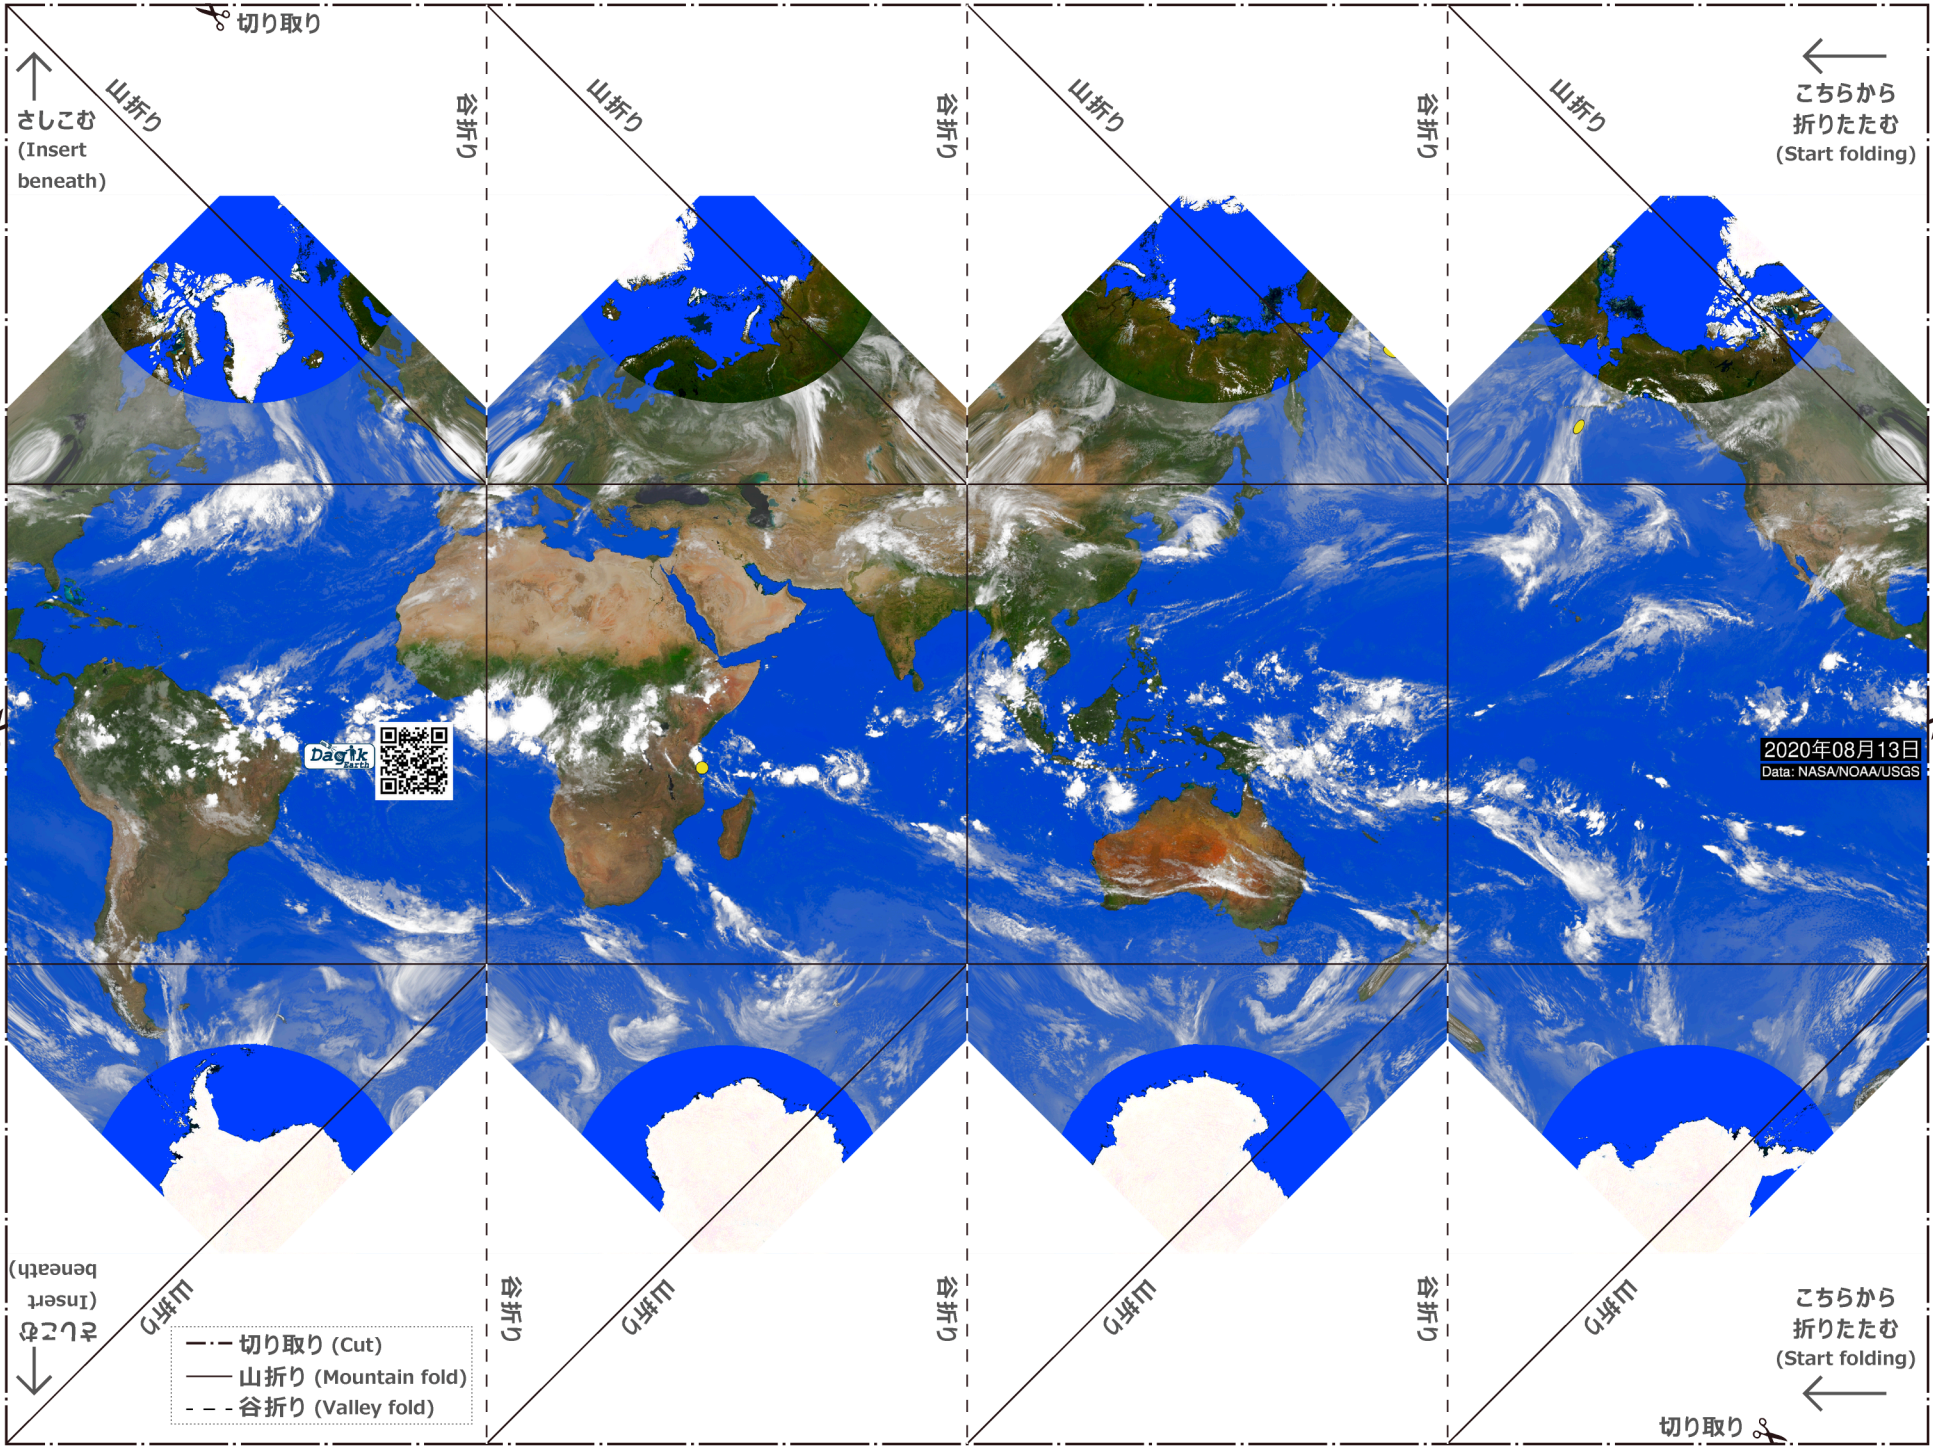 切り取り
山折り
谷折り
山折り
谷折り
山折り
谷折り
山折り
さしこむ
(Insert
beneath)
こちらから
折りたたむ
(Start folding)
Dagik
Earth
2020年08月13日
Data: NASA/NOAA/USGS
さしこむ
(Insert
beneath)
山折り
谷折り
山折り
谷折り
山折り
谷折り
山折り
こちらから
折りたたむ
(Start folding)
切り取り (Cut)
山折り (Mountain fold)
谷折り (Valley fold)
切り取り